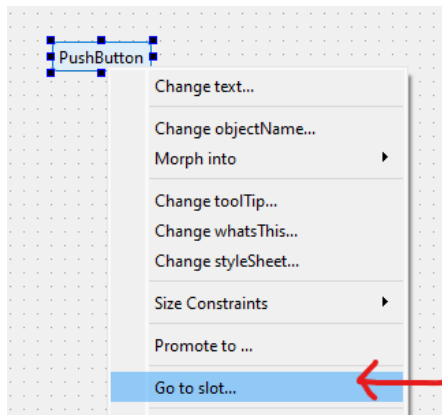 PushButton
Change text...
Change objectName...
Morph into
Change toolTip...
Change whatsThis...
Change styleSheet...
Size Constraints
Promote to ...
Go to slot...